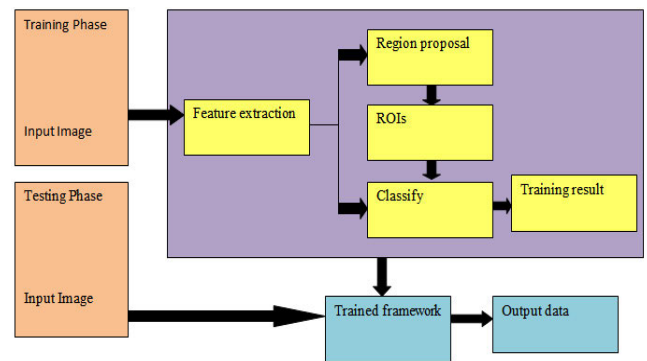 Training Phase
Input Image
Feature extraction
Region proposal
ROIs
Classify
Training result
Testing Phase
Input Image
Trained framework
Output data